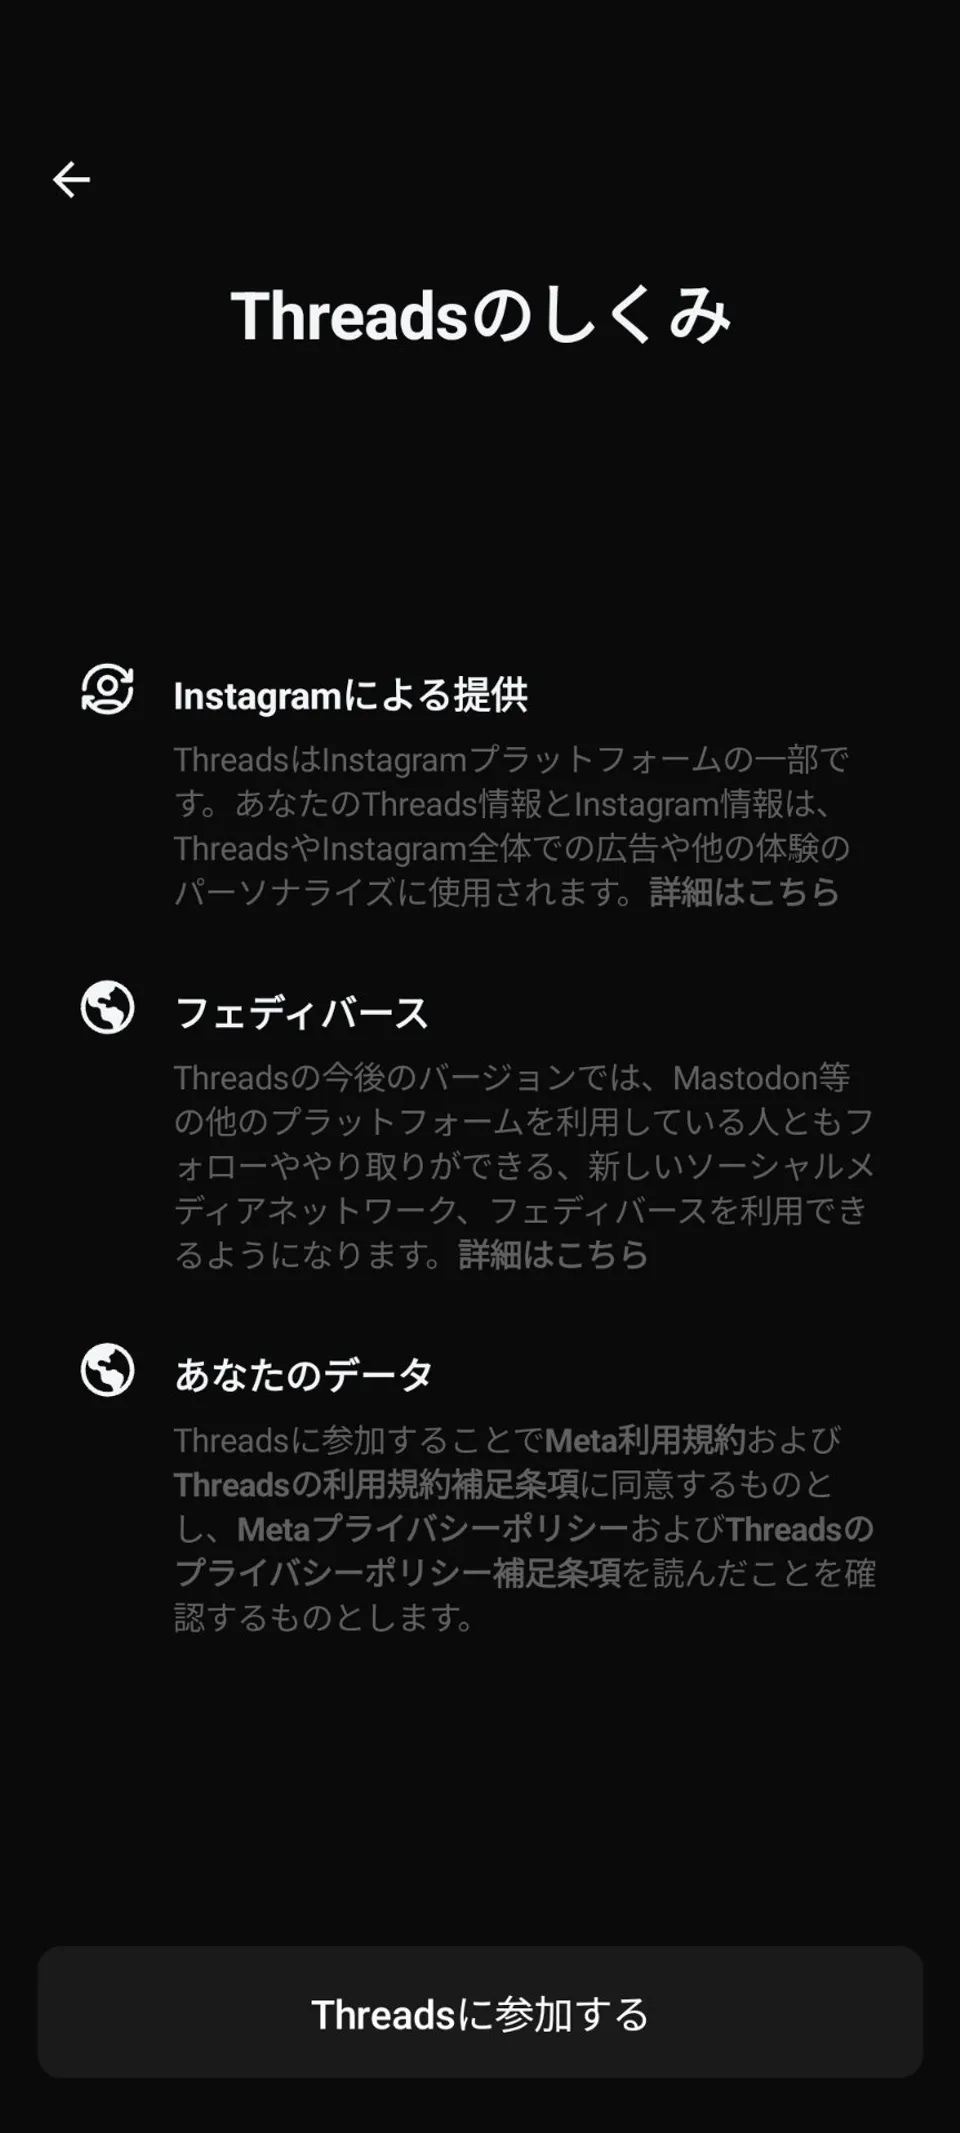 Threadsのしくみ
Instagramによる提供
ThreadsはInstagramプラットフォームの一部で
す。あなたのThreads情報とInstagram情報は、
ThreadsやInstagram全体での広告や他の体験の
パーソナライズに使用されます。詳細はこちら
フェディバース
Threadsの今後のバージョンでは、Mastodon等
の他のプラットフォームを利用している人ともフ
ォローややり取りができる、新しいソーシャルメ
ディアネットワーク、フェディバースを利用でき
るようになります。詳細はこちら
あなたのデータ
Threadsに参加することでMeta利用規約および
Threadsの利用規約補足条項に同意するものと
し、Metaプライバシーポリシーおよびthreadsの
プライバシーポリシー補足条項を読んだことを確
認するものとします。
Threadsに参加する